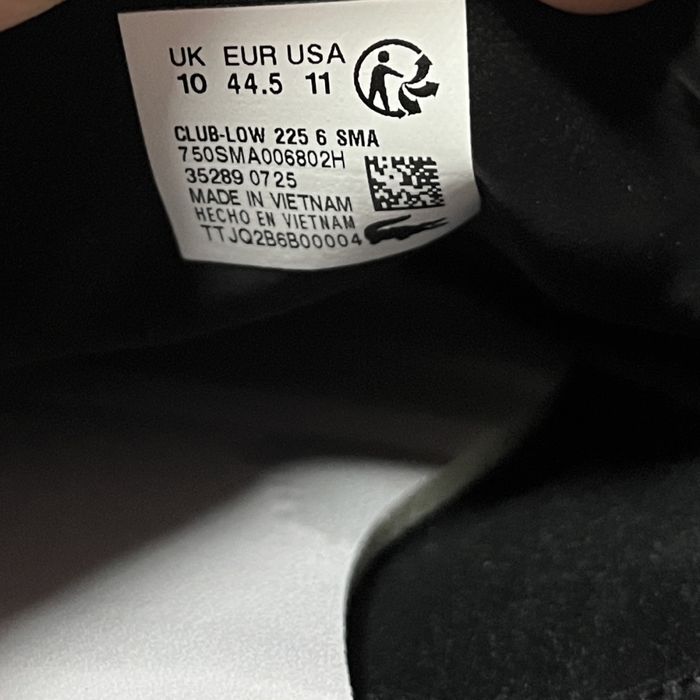 UK EUR USA
10 44.5 11
CLUB-LOW 225 6 SMA
750SMA006802H
35289 0725
MADE IN VIETNAM
HECHO EN VIETNAM
TTJQ2B6B00004